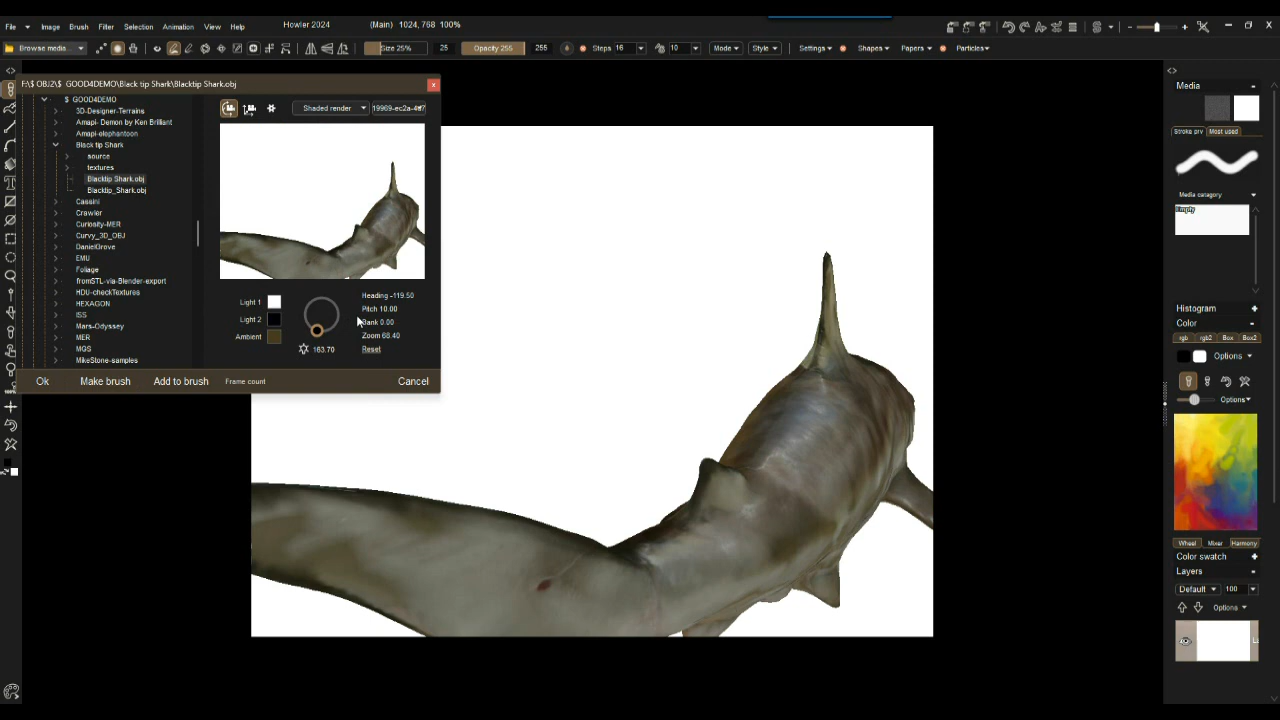 File Image Brush Filter Selection Animation View Help Howler 2024 (Main) 1024,768 100%
Browse media... Size 25% 25 Opacity 255 255 Steps 16 10 Mode Style Settings Shapes Papers Particles
F:\$ OBJ2\$ GOOD4DEMO\Black tip Shark\Blacktip Shark.obj
$ GOOD4DEMO
3D-Designer-Terrains
Amapi- Demon by Ken Brilliant
Amapi-elephantoon
Black tip Shark
source
textures
Blacktip Shark.obj
Blacktip_Shark.obj
Cassini
Crawler
Curiosity-MER
Curvy_3D_OBJ
DanielGrove
EMU
Foliage
fromSTL-via-Blender-export
HDU-checkTextures
HEXAGON
ISS
Mars-Odyssey
MER
MGS
MikeStone-samples
Shaded render
Light 1
Light 2
Ambient
163.70
Heading -119.50
Pitch 10.00
Bank 0.00
Zoom 68.40
Reset
Ok Make brush Add to brush Frame count Cancel
Media
Stroke prv Most used
Media catagory
Empty
Histogram
Color
rgb rgb2 Box Box2
Options
Options
Wheel Mixer Harmony
Color swatch
Layers
Default 100
Options